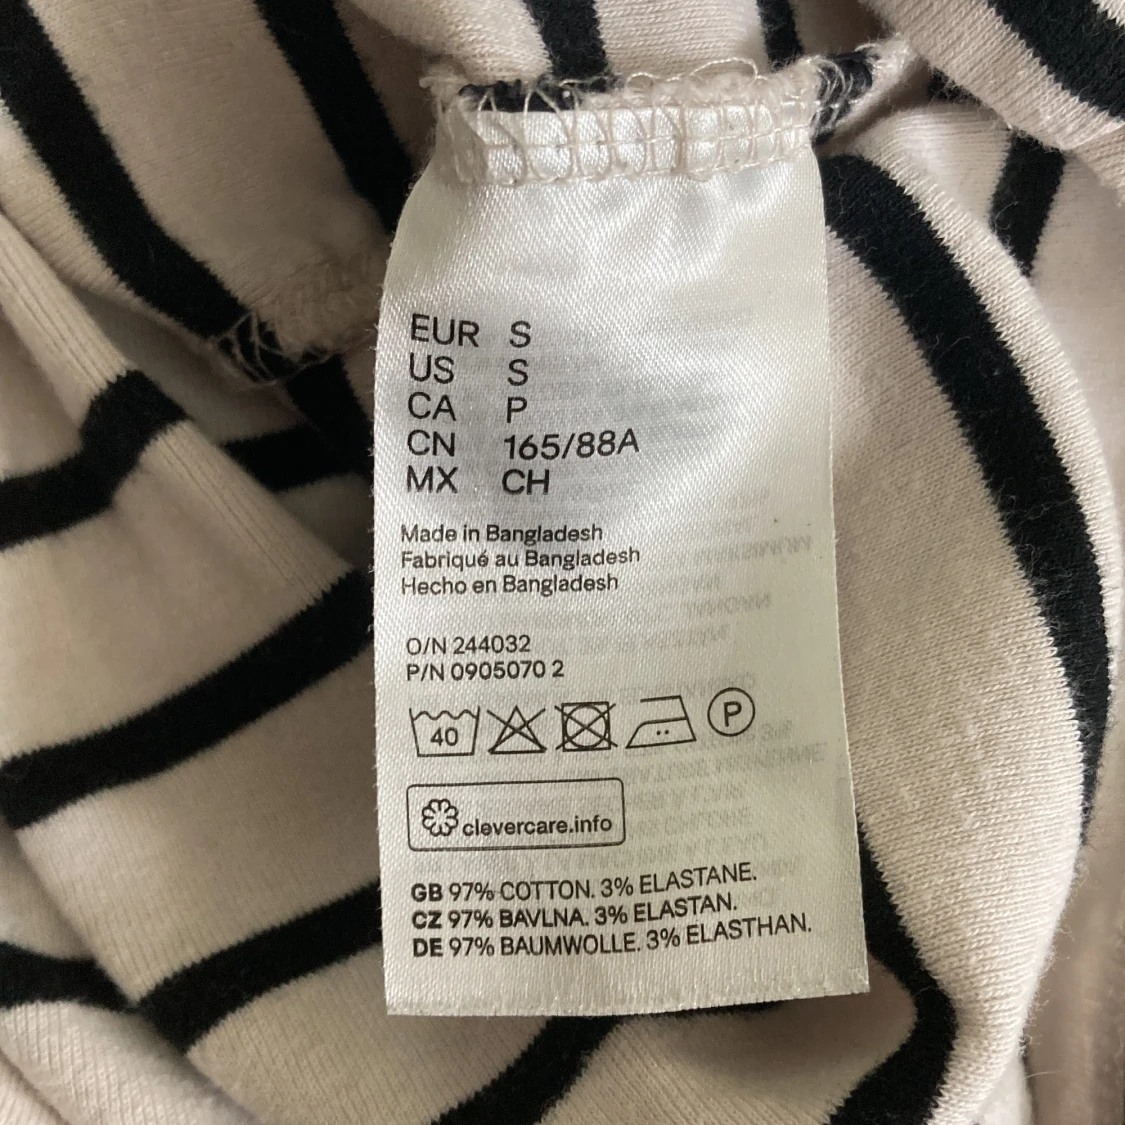 EUR S
US S
CA P
CN 165/88A
MX CH
Made in Bangladesh
Fabriqué au Bangladesh
Hecho en Bangladesh
O/N 244032
P/N 0905070 2
40 P
clevercare.info
GB 97% COTTON. 3% ELASTANE.
CZ 97% BAVLNA. 3% ELASTAN.
DE 97% BAUMWOLLE. 3% ELASTHAN.